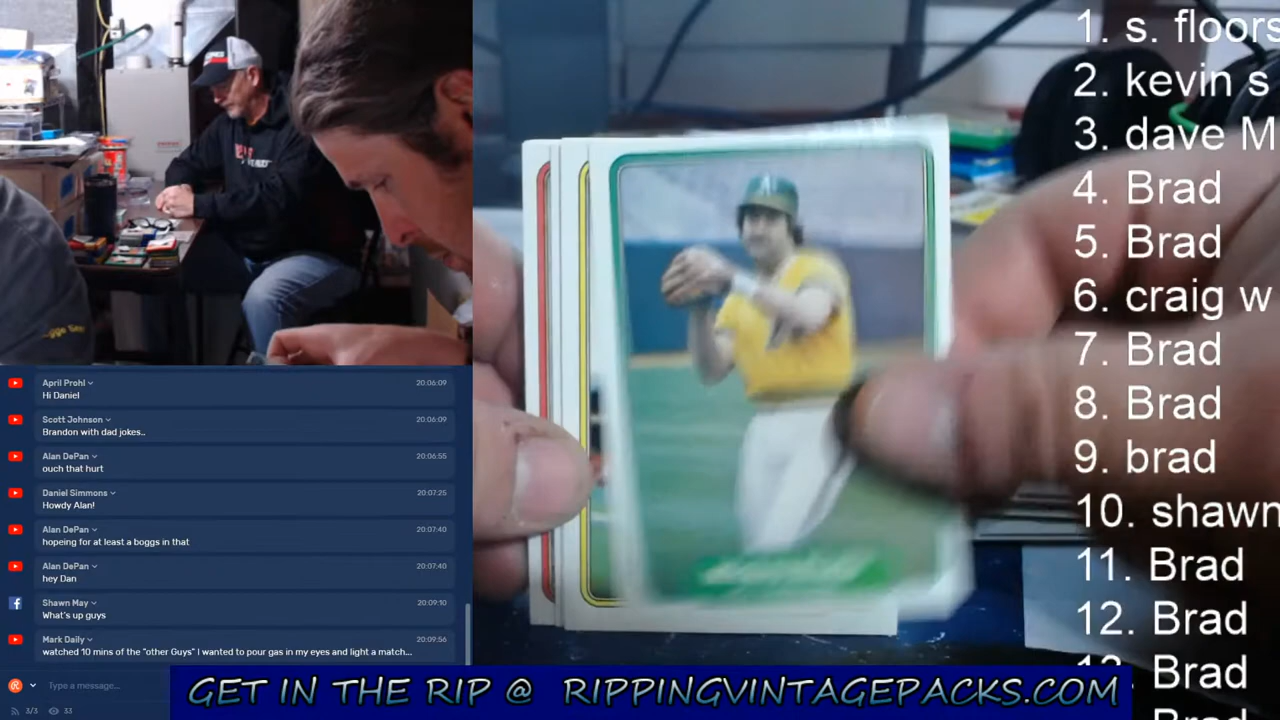 April Prohl
20:06:09
Hi Daniel
Scott Johnson
20:06:09
Brandon with dad jokes..
Alan DePan
20:06:55
ouch that hurt
Daniel Simmons
20:07:25
Howdy Alan!
Alan DePan
20:07:40
hopeing for at least a boggs in that
Alan DePan
20:07:40
hey Dan
Shawn May
20:09:10
What's up guys
Mark Daily
20:09:56
watched 10 mins of the "other Guys" I wanted to pour gas in my eyes and light a match...
Type a message...
3/3
33
1. s. floors
2. kevin s
3. dave M
4. Brad
5. Brad
6. craig w
7. Brad
8. Brad
9. brad
10. shawn
11. Brad
12. Brad
13. Brad
Brad
GET IN THE RIP @ RIPPINGVINTAGEPACKS.COM